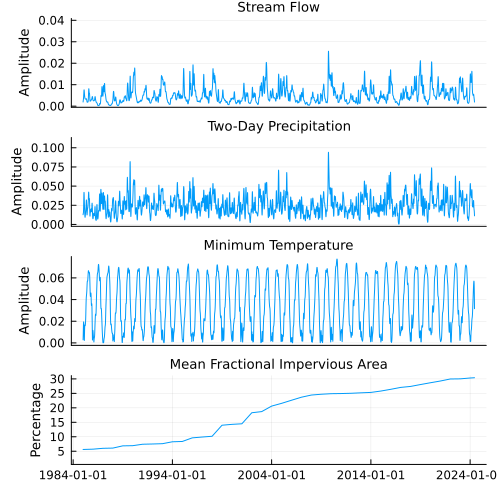 Stream Flow
0.04
0.03
0.02
0.01
0.00
Amplitude
Two-Day Precipitation
0.100
0.075
0.050
0.025
0.000
Amplitude
Minimum Temperature
0.06
0.04
0.02
0.00
Amplitude
Mean Fractional Impervious Area
30
25
20
15
10
5
Percentage
1984-01-01 1994-01-01 2004-01-01 2014-01-01 2024-01-0